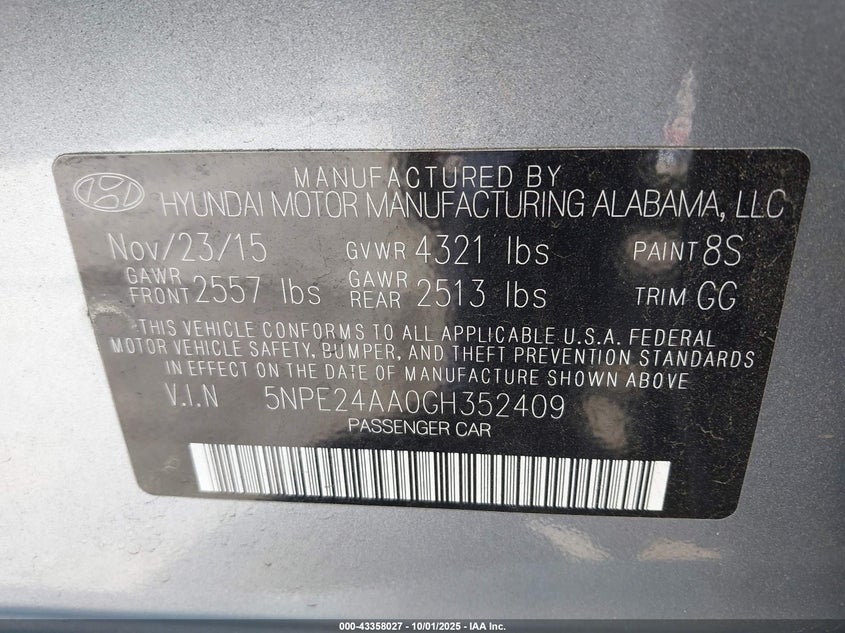 MANUFACTURED BY
HYUNDAI MOTOR MANUFACTURING ALABAMA, LLC
Nov/23/15 GVWR 4321 lbs PAINT 8S
GAWR FRONT 2557 lbs GAWR REAR 2513 lbs TRIM GG
THIS VEHICLE CONFORMS TO ALL APPLICABLE U.S.A. FEDERAL
MOTOR VEHICLE SAFETY, BUMPER, AND THEFT PREVENTION STANDARDS
IN EFFECT ON THE DATE OF MANUFACTURE SHOWN ABOVE
V.I.N 5NPE24AA0GH352409
PASSENGER CAR
000-43358027 - 10/01/2025 - IAA Inc.